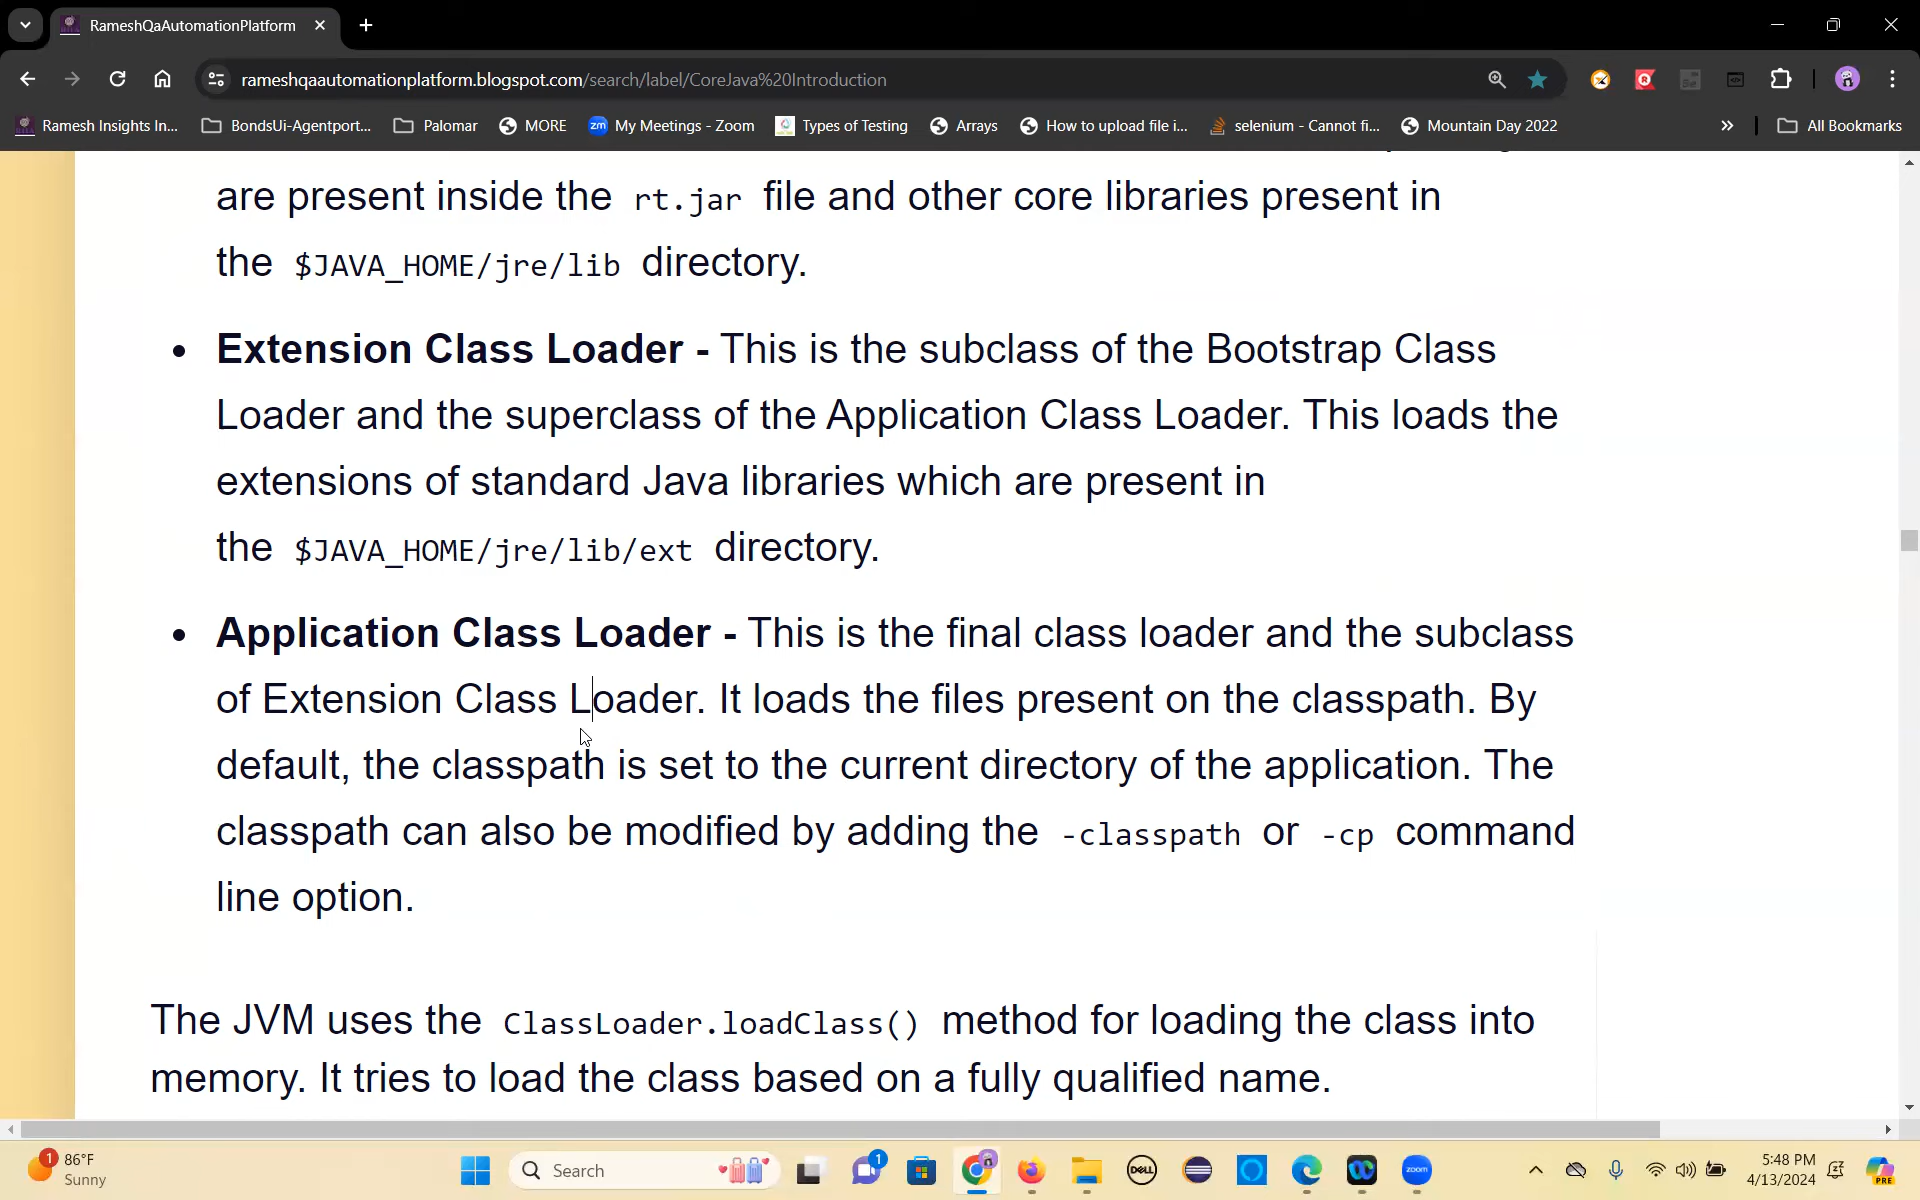 RameshQaAutomationPlatform
rameshqaautomationplatform.blogspot.com/search/label/CoreJava%20Introduction
Ramesh Insights In... BondsUi-Agentport... Palomar MORE My Meetings - Zoom Types of Testing Arrays How to upload file i... selenium - Cannot fi... Mountain Day 2022 » All Bookmarks
are present inside the rt.jar file and other core libraries present in
the $JAVA_HOME/jre/lib directory.
• Extension Class Loader - This is the subclass of the Bootstrap Class
Loader and the superclass of the Application Class Loader. This loads the
extensions of standard Java libraries which are present in
the $JAVA_HOME/jre/lib/ext directory.
• Application Class Loader - This is the final class loader and the subclass
of Extension Class Loader. It loads the files present on the classpath. By
default, the classpath is set to the current directory of the application. The
classpath can also be modified by adding the -classpath or -cp command
line option.
The JVM uses the ClassLoader.loadClass() method for loading the class into
memory. It tries to load the class based on a fully qualified name.
1 86°F
Sunny
Search
1
DELL
zoom
5:48 PM
4/13/2024
PRE